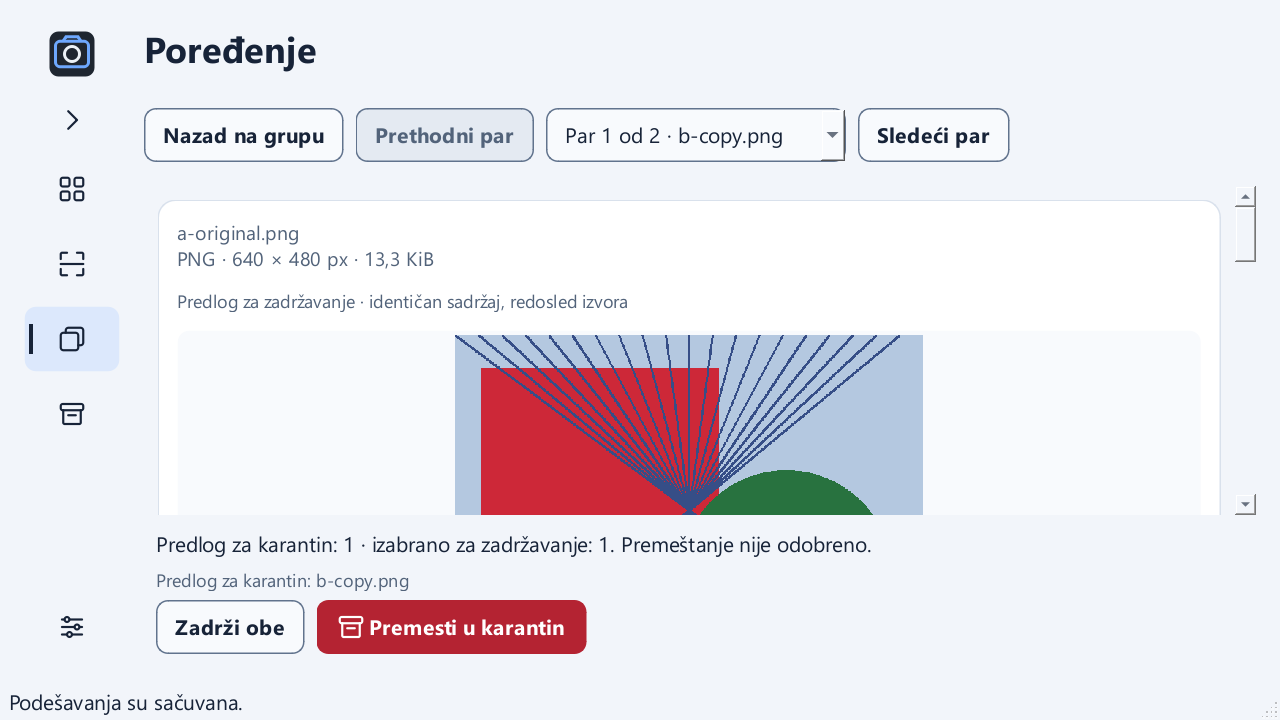 Poređenje
Nazad na grupu
Prethodni par
Par 1 od 2 · b-copy.png
Sledeći par
a-original.png
PNG · 640 × 480 px · 13,3 KiB
Predlog za zadržavanje · identičan sadržaj, redosled izvora
Predlog za karantin: 1 · izabrano za zadržavanje: 1. Premeštanje nije odobreno.
Predlog za karantin: b-copy.png
Zadrži obe
Premesti u karantin
Podešavanja su sačuvana.